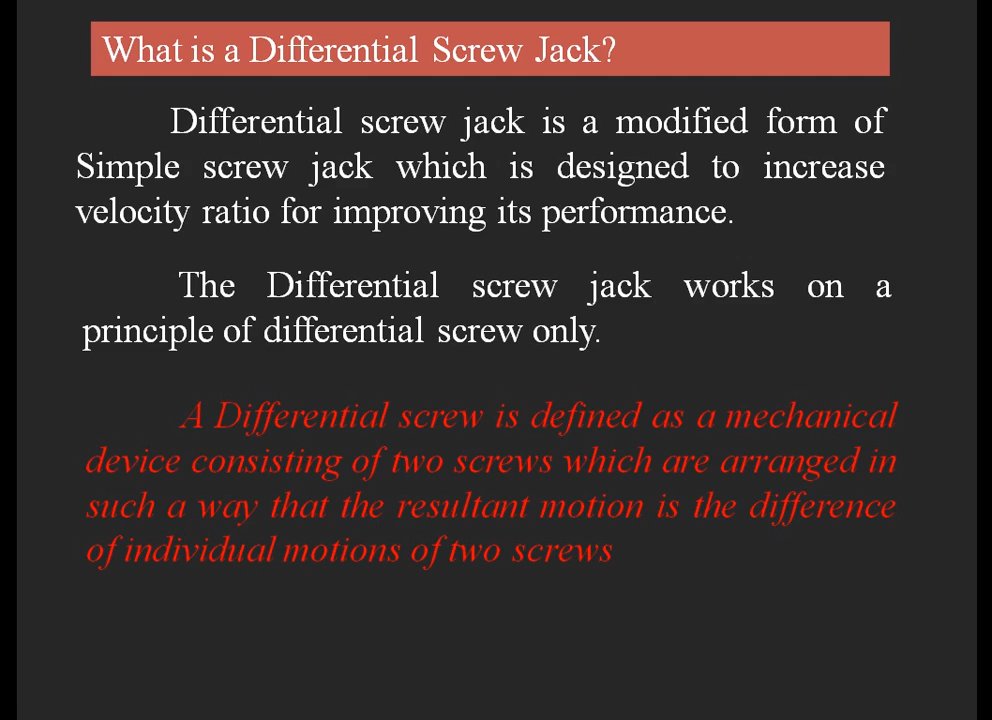 What is a Differential Screw Jack?
Differential screw jack is a modified form of
Simple screw jack which is designed to increase
velocity ratio for improving its performance.
The Differential screw jack works on a
principle of differential screw only.
A Differential screw is defined as a mechanical
device consisting of two screws which are arranged in
such a way that the resultant motion is the difference
of individual motions of two screws